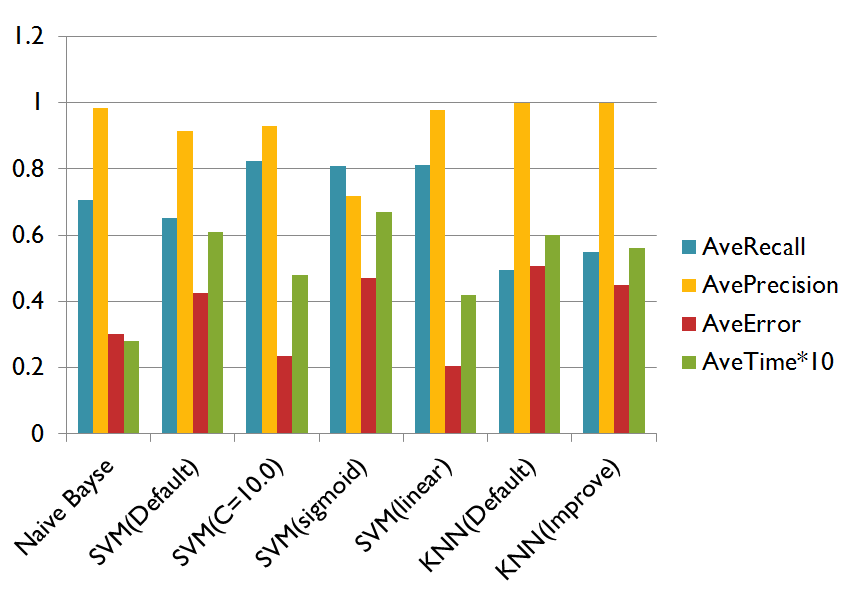 1.2
1
0.8
0.6
0.4
0.2
0
Naive Bayse
SVM(Default)
SVM(C=10.0)
SVM(sigmoid)
SVM(linear)
KNN(Default)
KNN(Improve)
AveRecall
AvePrecision
AveError
AveTime*10